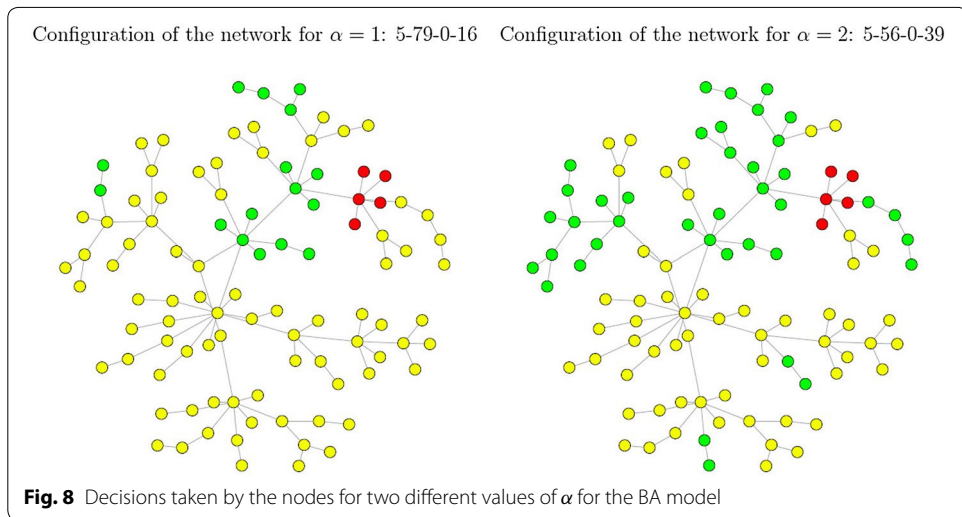 Configuration of the network for α = 1: 5-79-0-16
Configuration of the network for α = 2: 5-56-0-39
Fig. 8 Decisions taken by the nodes for two different values of α for the BA model